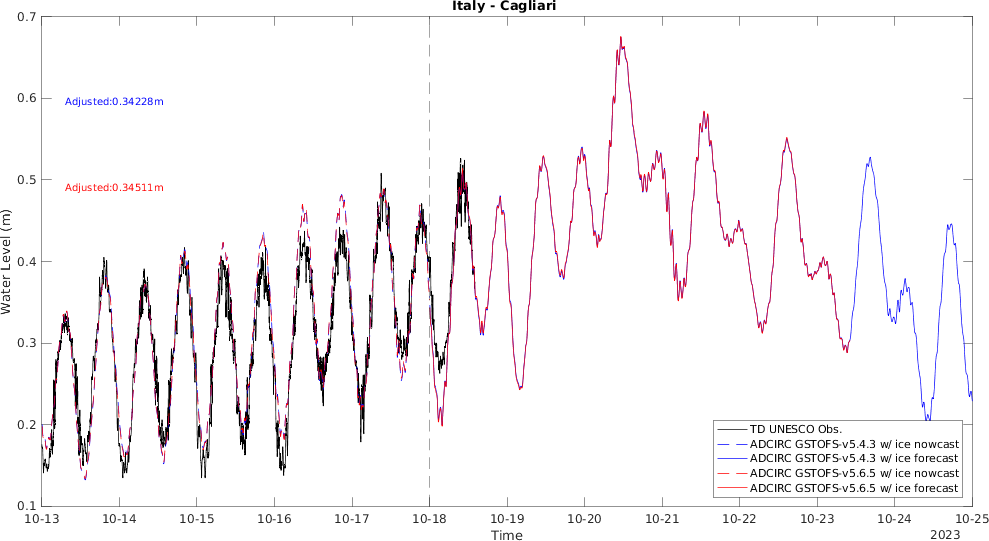 Italy - Cagliari
0.7
0.6
0.5
0.4
0.3
0.2
0.1
Water Level (m)
Adjusted:0.34228m
Adjusted:0.34511m
TD UNESCO Obs.
ADCIRC GSTOFS-v5.4.3 w/ ice nowcast
ADCIRC GSTOFS-v5.4.3 w/ ice forecast
ADCIRC GSTOFS-v5.6.5 w/ ice nowcast
ADCIRC GSTOFS-v5.6.5 w/ ice forecast
10-13 10-14 10-15 10-16 10-17 10-18 10-19 10-20 10-21 10-22 10-23 10-24 10-25
Time
2023